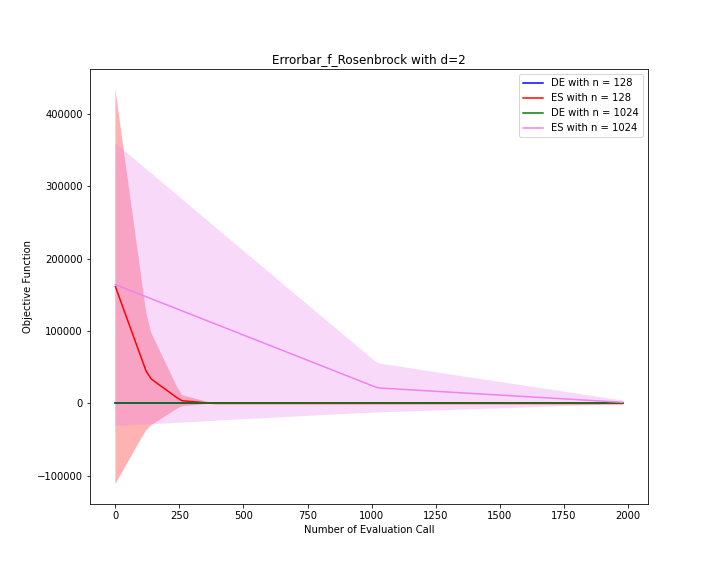 Errorbar_f_Rosenbrock with d=2
DE with n = 128
ES with n = 128
DE with n = 1024
ES with n = 1024
Objective Function
400000
300000
200000
100000
0
−100000
0 250 500 750 1000 1250 1500 1750 2000
Number of Evaluation Call